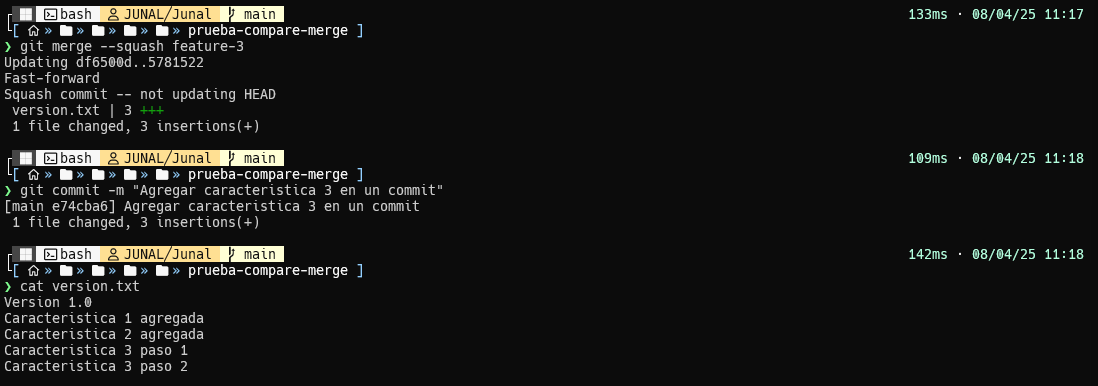 bash JUNAL/Junal main 133ms · 08/04/25 11:17
[ » » » » » prueba-compare-merge ]
❯ git merge --squash feature-3
Updating df6500d..5781522
Fast-forward
Squash commit -- not updating HEAD
version.txt | 3 +++
1 file changed, 3 insertions(+)
bash JUNAL/Junal main 109ms · 08/04/25 11:18
[ » » » » » prueba-compare-merge ]
❯ git commit -m "Agregar caracteristica 3 en un commit"
[main e74cba6] Agregar caracteristica 3 en un commit
1 file changed, 3 insertions(+)
bash JUNAL/Junal main 142ms · 08/04/25 11:18
[ » » » » » prueba-compare-merge ]
❯ cat version.txt
Version 1.0
Caracteristica 1 agregada
Caracteristica 2 agregada
Caracteristica 3 paso 1
Caracteristica 3 paso 2